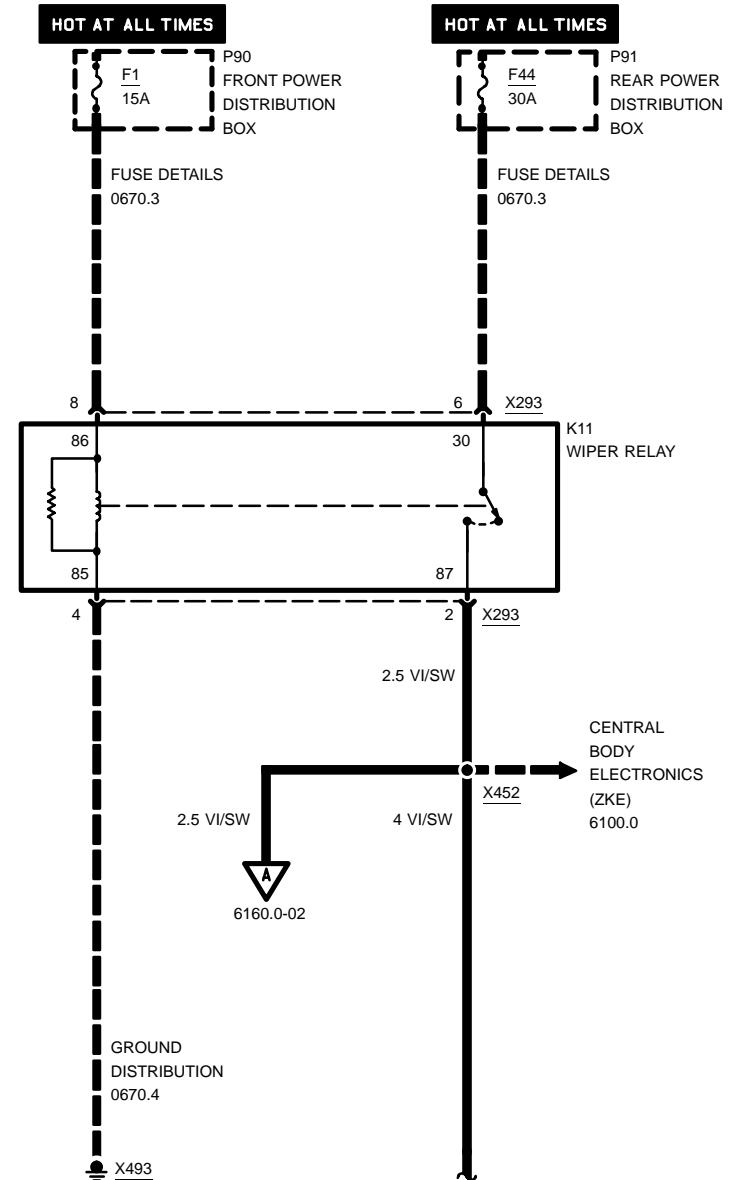 HOT AT ALL TIMES
HOT AT ALL TIMES
F1
15A
P90
FRONT POWER
DISTRIBUTION
BOX
F44
30A
P91
REAR POWER
DISTRIBUTION
BOX
FUSE DETAILS
0670.3
FUSE DETAILS
0670.3
8
6
X293
86
30
K11
WIPER RELAY
85
87
4
2
X293
2.5 VI/SW
CENTRAL
BODY
ELECTRONICS
(ZKE)
6100.0
X452
2.5 VI/SW
4 VI/SW
A
6160.0-02
GROUND
DISTRIBUTION
0670.4
X493